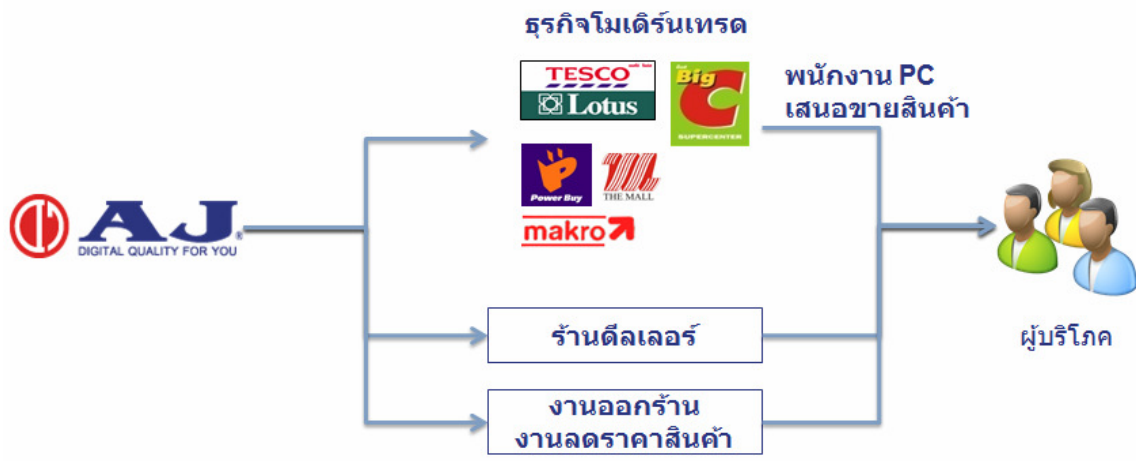 ธุรกิจโมเดิร์นเทรด
TESCO
Lotus
Big
C
SUPERCENTER
พนักงาน PC
เสนอขายสินค้า
Power Buy
THE MALL
makro
AJ
DIGITAL QUALITY FOR YOU
ร้านดีลเลอร์
ผู้บริโภค
งานออกร้าน
งานลดราคาสินค้า